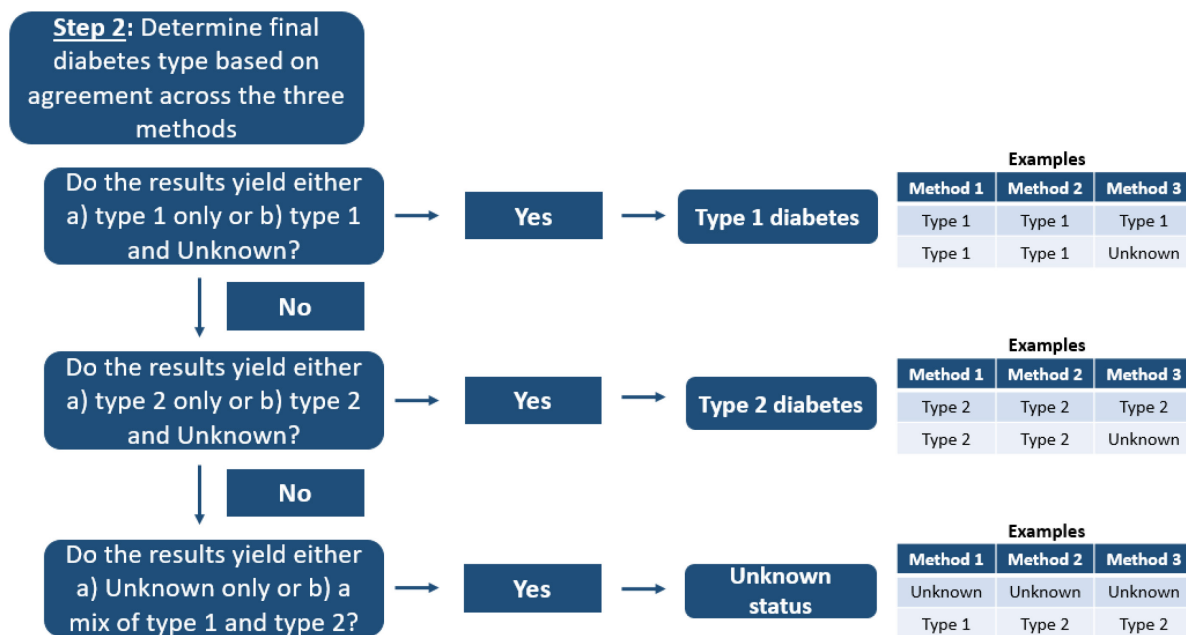 Step 2: Determine final
diabetes type based on
agreement across the three
methods
Do the results yield either
a) type 1 only or b) type 1
and Unknown?
Yes
Type 1 diabetes
Examples
Method 1 Method 2 Method 3
Type 1 Type 1 Type 1
Type 1 Type 1 Unknown
No
Do the results yield either
a) type 2 only or b) type 2
and Unknown?
Yes
Type 2 diabetes
Examples
Method 1 Method 2 Method 3
Type 2 Type 2 Type 2
Type 2 Type 2 Unknown
No
Do the results yield either
a) Unknown only or b) a
mix of type 1 and type 2?
Yes
Unknown
status
Examples
Method 1 Method 2 Method 3
Unknown Unknown Unknown
Type 1 Type 2 Type 2